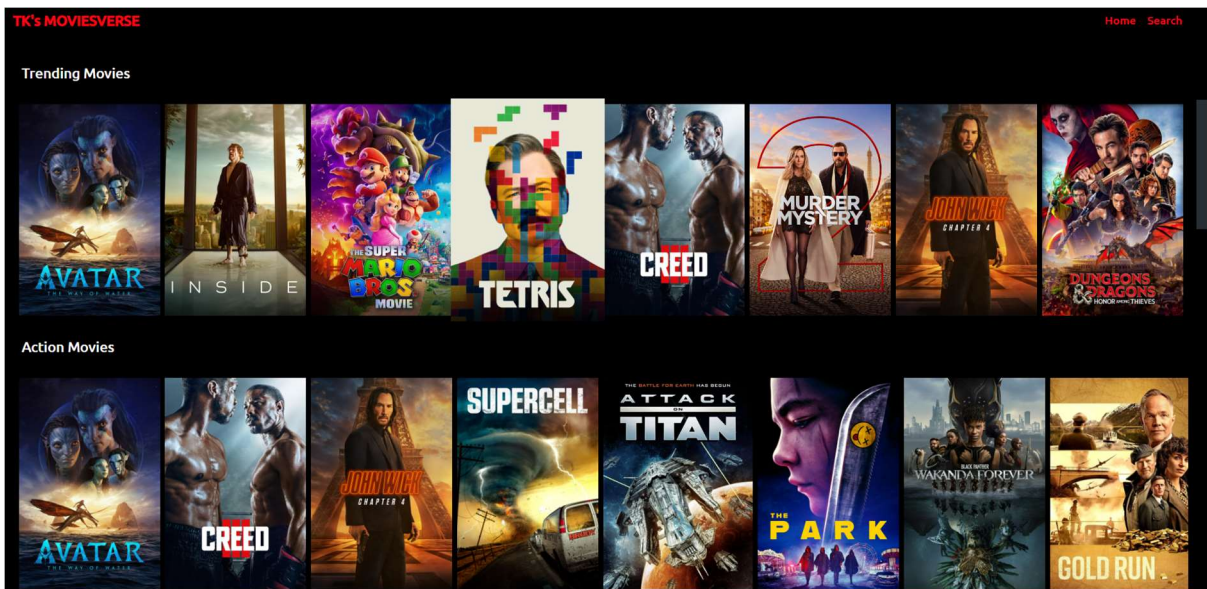 TK's MOVIESVERSE
Home Search
Trending Movies
AVATAR
THE WAY OF WATER
INSIDE
THE SUPER
MARIO
BROS
MOVIE
TETRIS
CREED
III
2
MURDER
MYSTERY
JOHN WICK
CHAPTER 4
DUNGEONS
& DRAGONS
HONOR AMONG THIEVES
Action Movies
AVATAR
THE WAY OF WATER
CREED
III
JOHN WICK
CHAPTER 4
SUPERCELL
THE BATTLE FOR EARTH HAS BEGUN
ATTACK
ON
TITAN
THE
PARK
BLACK PANTHER
WAKANDA FOREVER
GOLD RUN